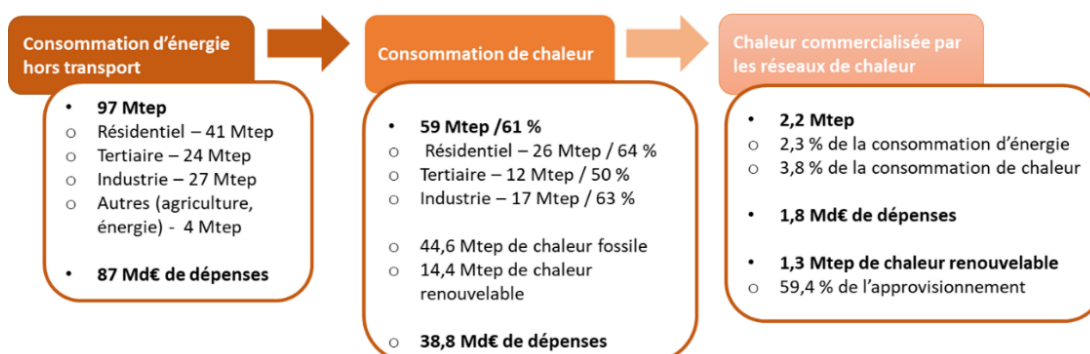 Consommation d’énergie
hors transport
• 97 Mtep
o Résidentiel – 41 Mtep
o Tertiaire – 24 Mtep
o Industrie – 27 Mtep
o Autres (agriculture,
énergie) - 4 Mtep
• 87 Md€ de dépenses
Consommation de chaleur
• 59 Mtep /61 %
o Résidentiel – 26 Mtep / 64 %
o Tertiaire – 12 Mtep / 50 %
o Industrie – 17 Mtep / 63 %
o 44,6 Mtep de chaleur fossile
o 14,4 Mtep de chaleur
renouvelable
• 38,8 Md€ de dépenses
Chaleur commercialisée par
les réseaux de chaleur
• 2,2 Mtep
o 2,3 % de la consommation d’énergie
o 3,8 % de la consommation de chaleur
• 1,8 Md€ de dépenses
• 1,3 Mtep de chaleur renouvelable
o 59,4 % de l’approvisionnement